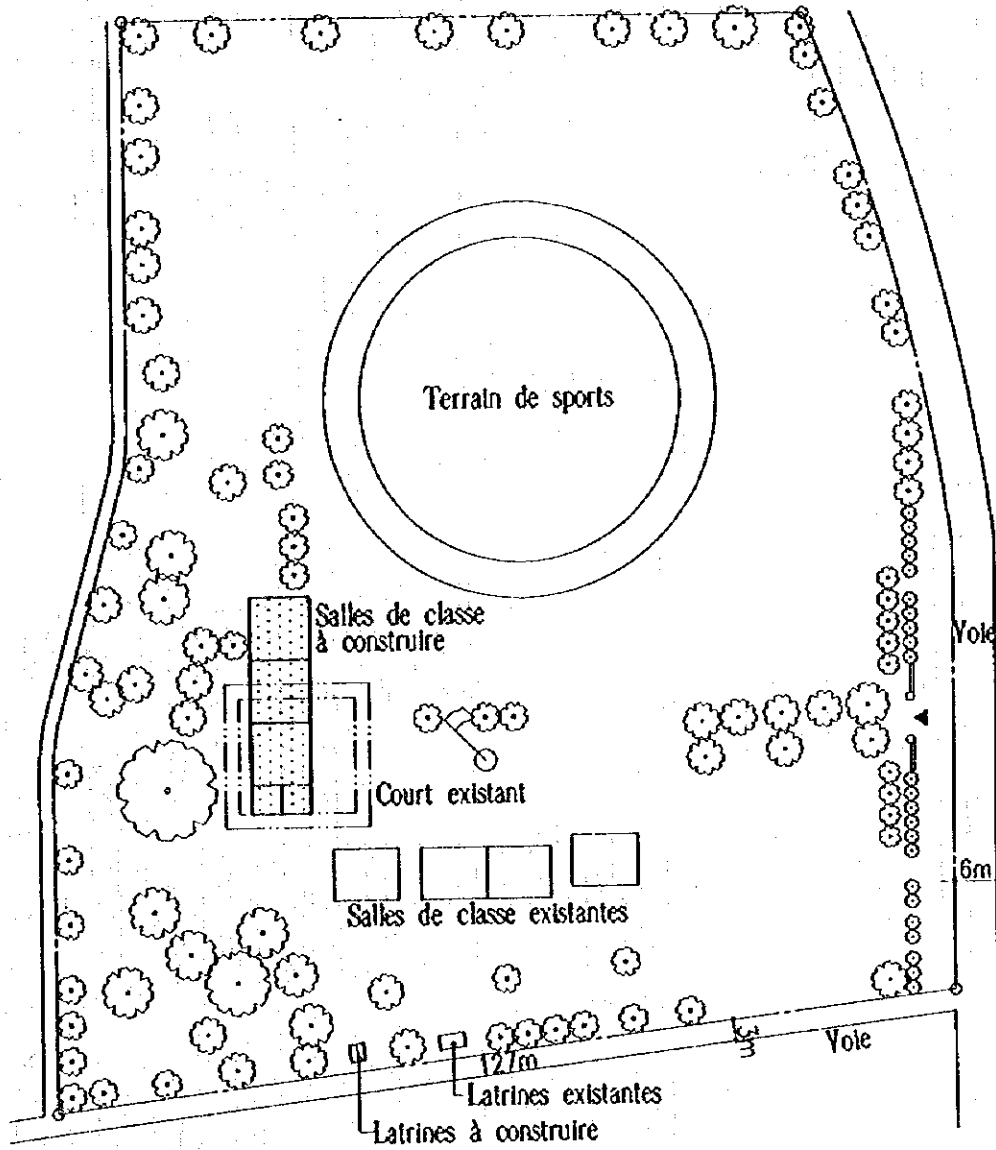 Terrain de sports
Salles de classe
à construire
Voie
Court existant
6m
Salles de classe existantes
3m
Voie
127m
Latrines existantes
Latrines à construire